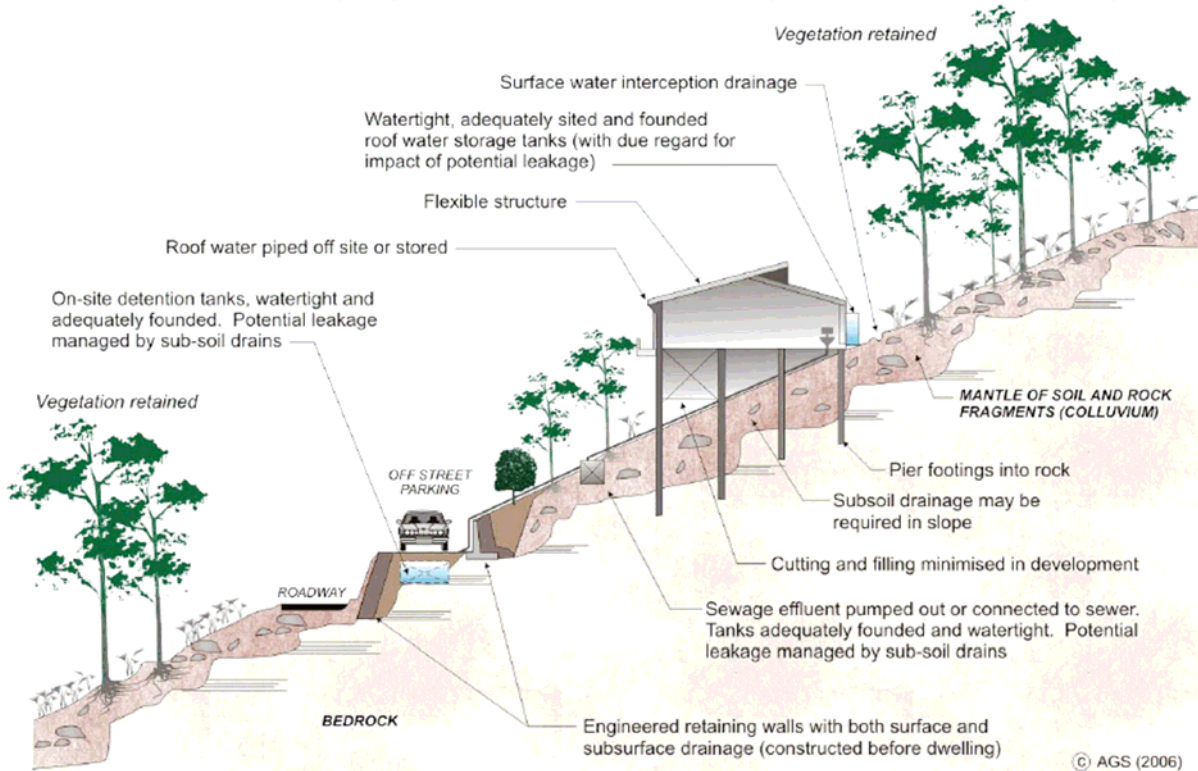 Vegetation retained
Surface water interception drainage
Watertight, adequately sited and founded
roof water storage tanks (with due regard for
impact of potential leakage)
Flexible structure
Roof water piped off site or stored
On-site detention tanks, watertight and
adequately founded. Potential leakage
managed by sub-soil drains
Vegetation retained
MANTLE OF SOIL AND ROCK
FRAGMENTS (COLLUVIUM)
Pier footings into rock
OFF STREET
PARKING
Subsoil drainage may be
required in slope
Cutting and filling minimised in development
ROADWAY
Sewage effluent pumped out or connected to sewer.
Tanks adequately founded and watertight. Potential
leakage managed by sub-soil drains
BEDROCK
Engineered retaining walls with both surface and
subsurface drainage (constructed before dwelling)
© AGS (2006)